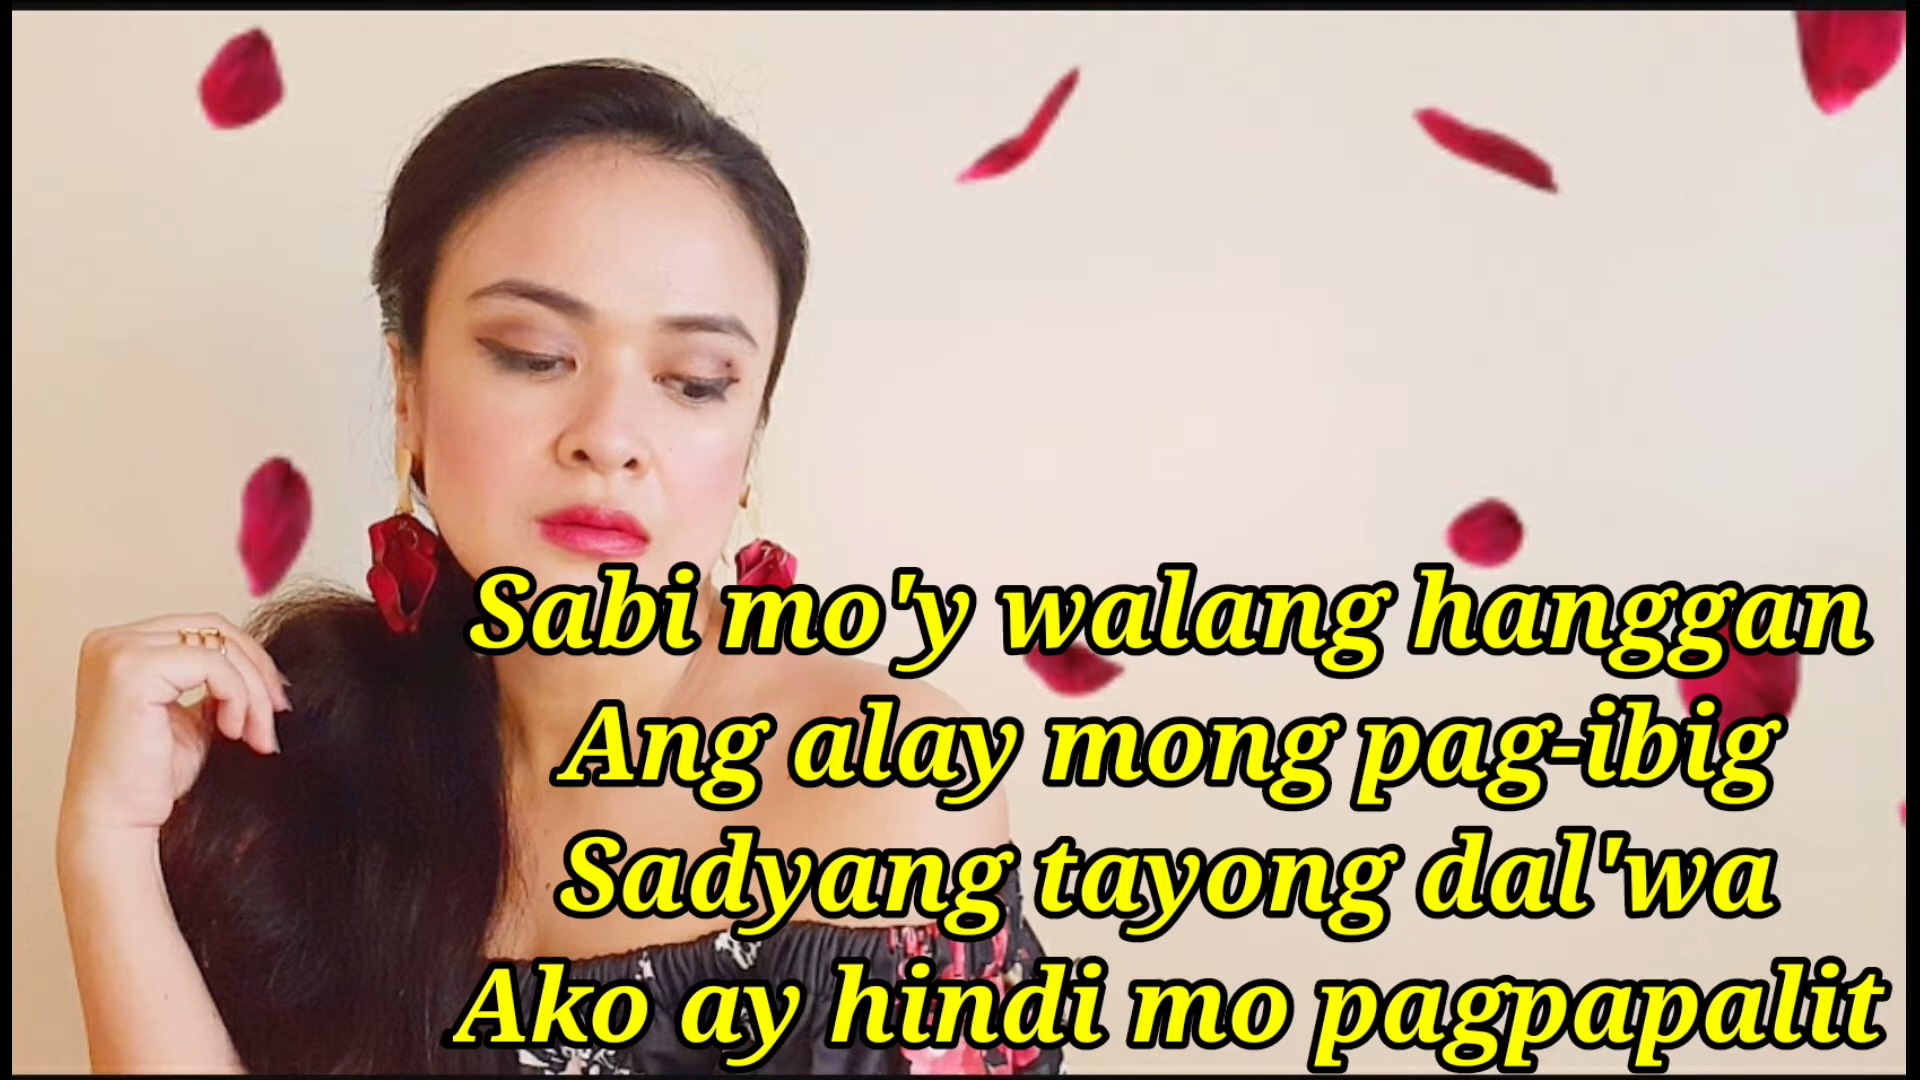 Sabi mo'y walang hanggan
Ang alay mong pag-ibig
Sadyang tayong dal'wa
Ako ay hindi mo pagpapalit